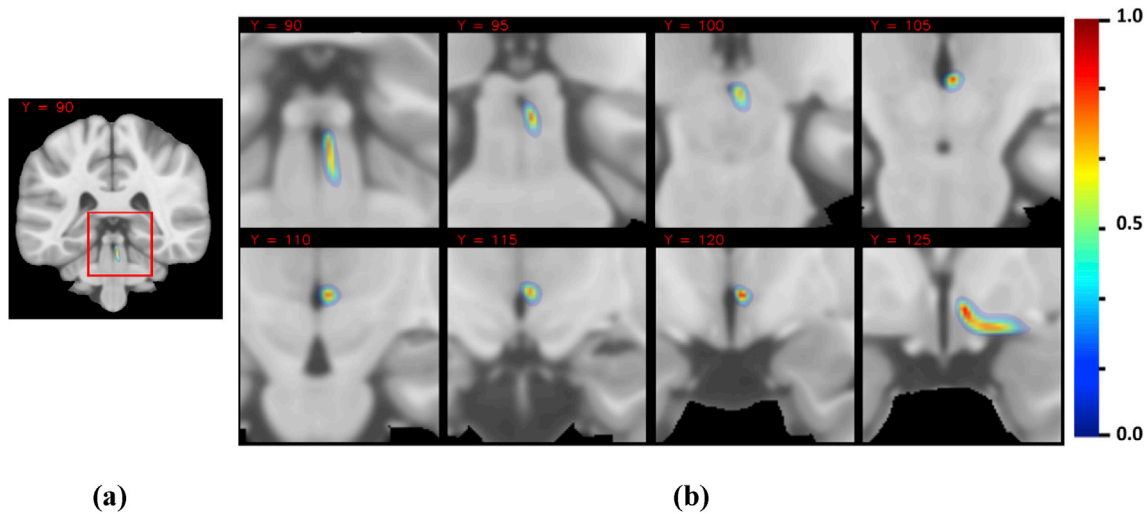 Y = 90
Y = 90
Y = 95
Y = 100
Y = 105
Y = 110
Y = 115
Y = 120
Y = 125
1.0
0.5
0.0
(a)
(b)